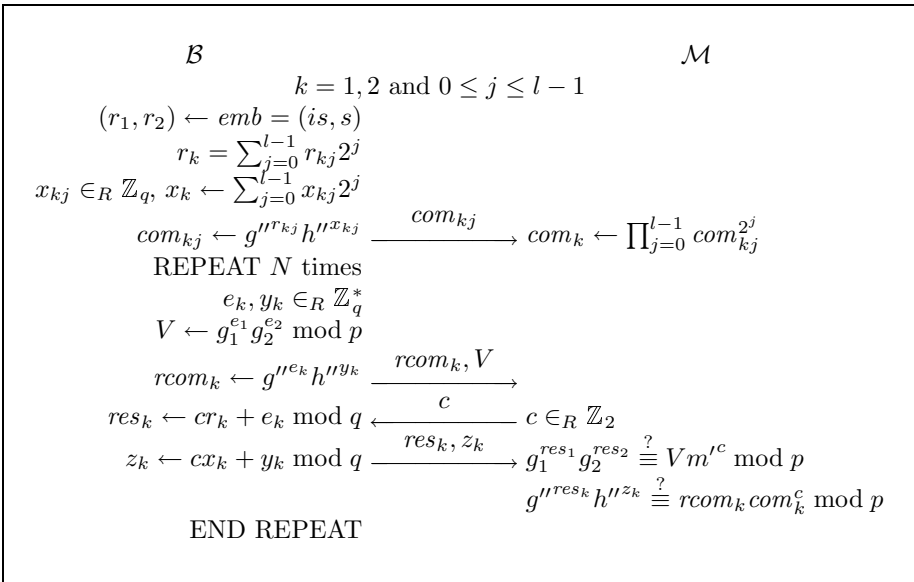 𝓑 𝓜
k = 1, 2 and 0 ≤ j ≤ l − 1
(r₁, r₂) ← emb = (is, s)
r_k = ∑_{j=0}^{l−1} r_{kj} 2^j
x_{kj} ∈_R ℤ_q, x_k ← ∑_{j=0}^{l−1} x_{kj} 2^j
com_{kj} ← g''^{r_{kj}} h''^{x_{kj}} com_{kj} com_k ← ∏_{j=0}^{l−1} com_{kj}^{2^j}
REPEAT N times
e_k, y_k ∈_R ℤ_q^*
V ← g_1^{e_1} g_2^{e_2} mod p
rcom_k ← g''^{e_k} h''^{y_k} rcom_k, V
res_k ← cr_k + e_k mod q c c ∈_R ℤ_2
z_k ← cx_k + y_k mod q res_k, z_k g_1^{res_1} g_2^{res_2} ≡^? V m'^c mod p
g''^{res_k} h''^{z_k} ≡^? rcom_k com_k^c mod p
END REPEAT